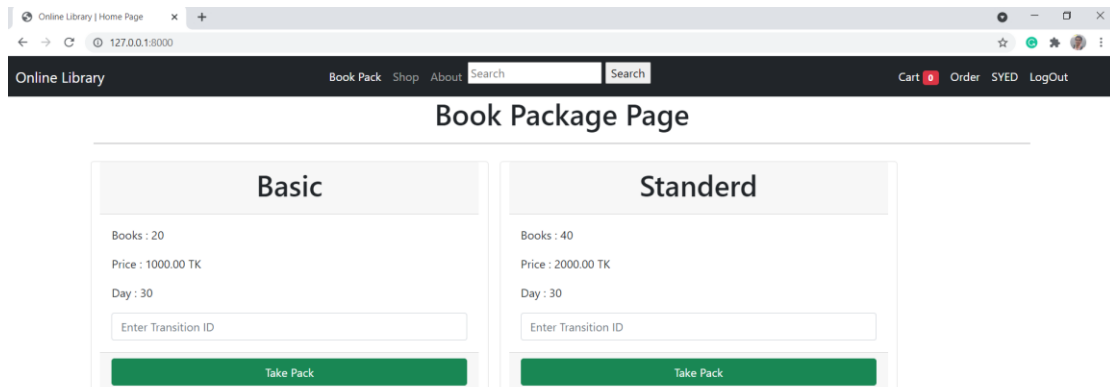 Online Library | Home Page
127.0.0.1:8000
Online Library Book Pack Shop About Search Search Cart 0 Order SYED LogOut
Book Package Page
Basic
Books : 20
Price : 1000.00 TK
Day : 30
Enter Transition ID
Take Pack
Standerd
Books : 40
Price : 2000.00 TK
Day : 30
Enter Transition ID
Take Pack